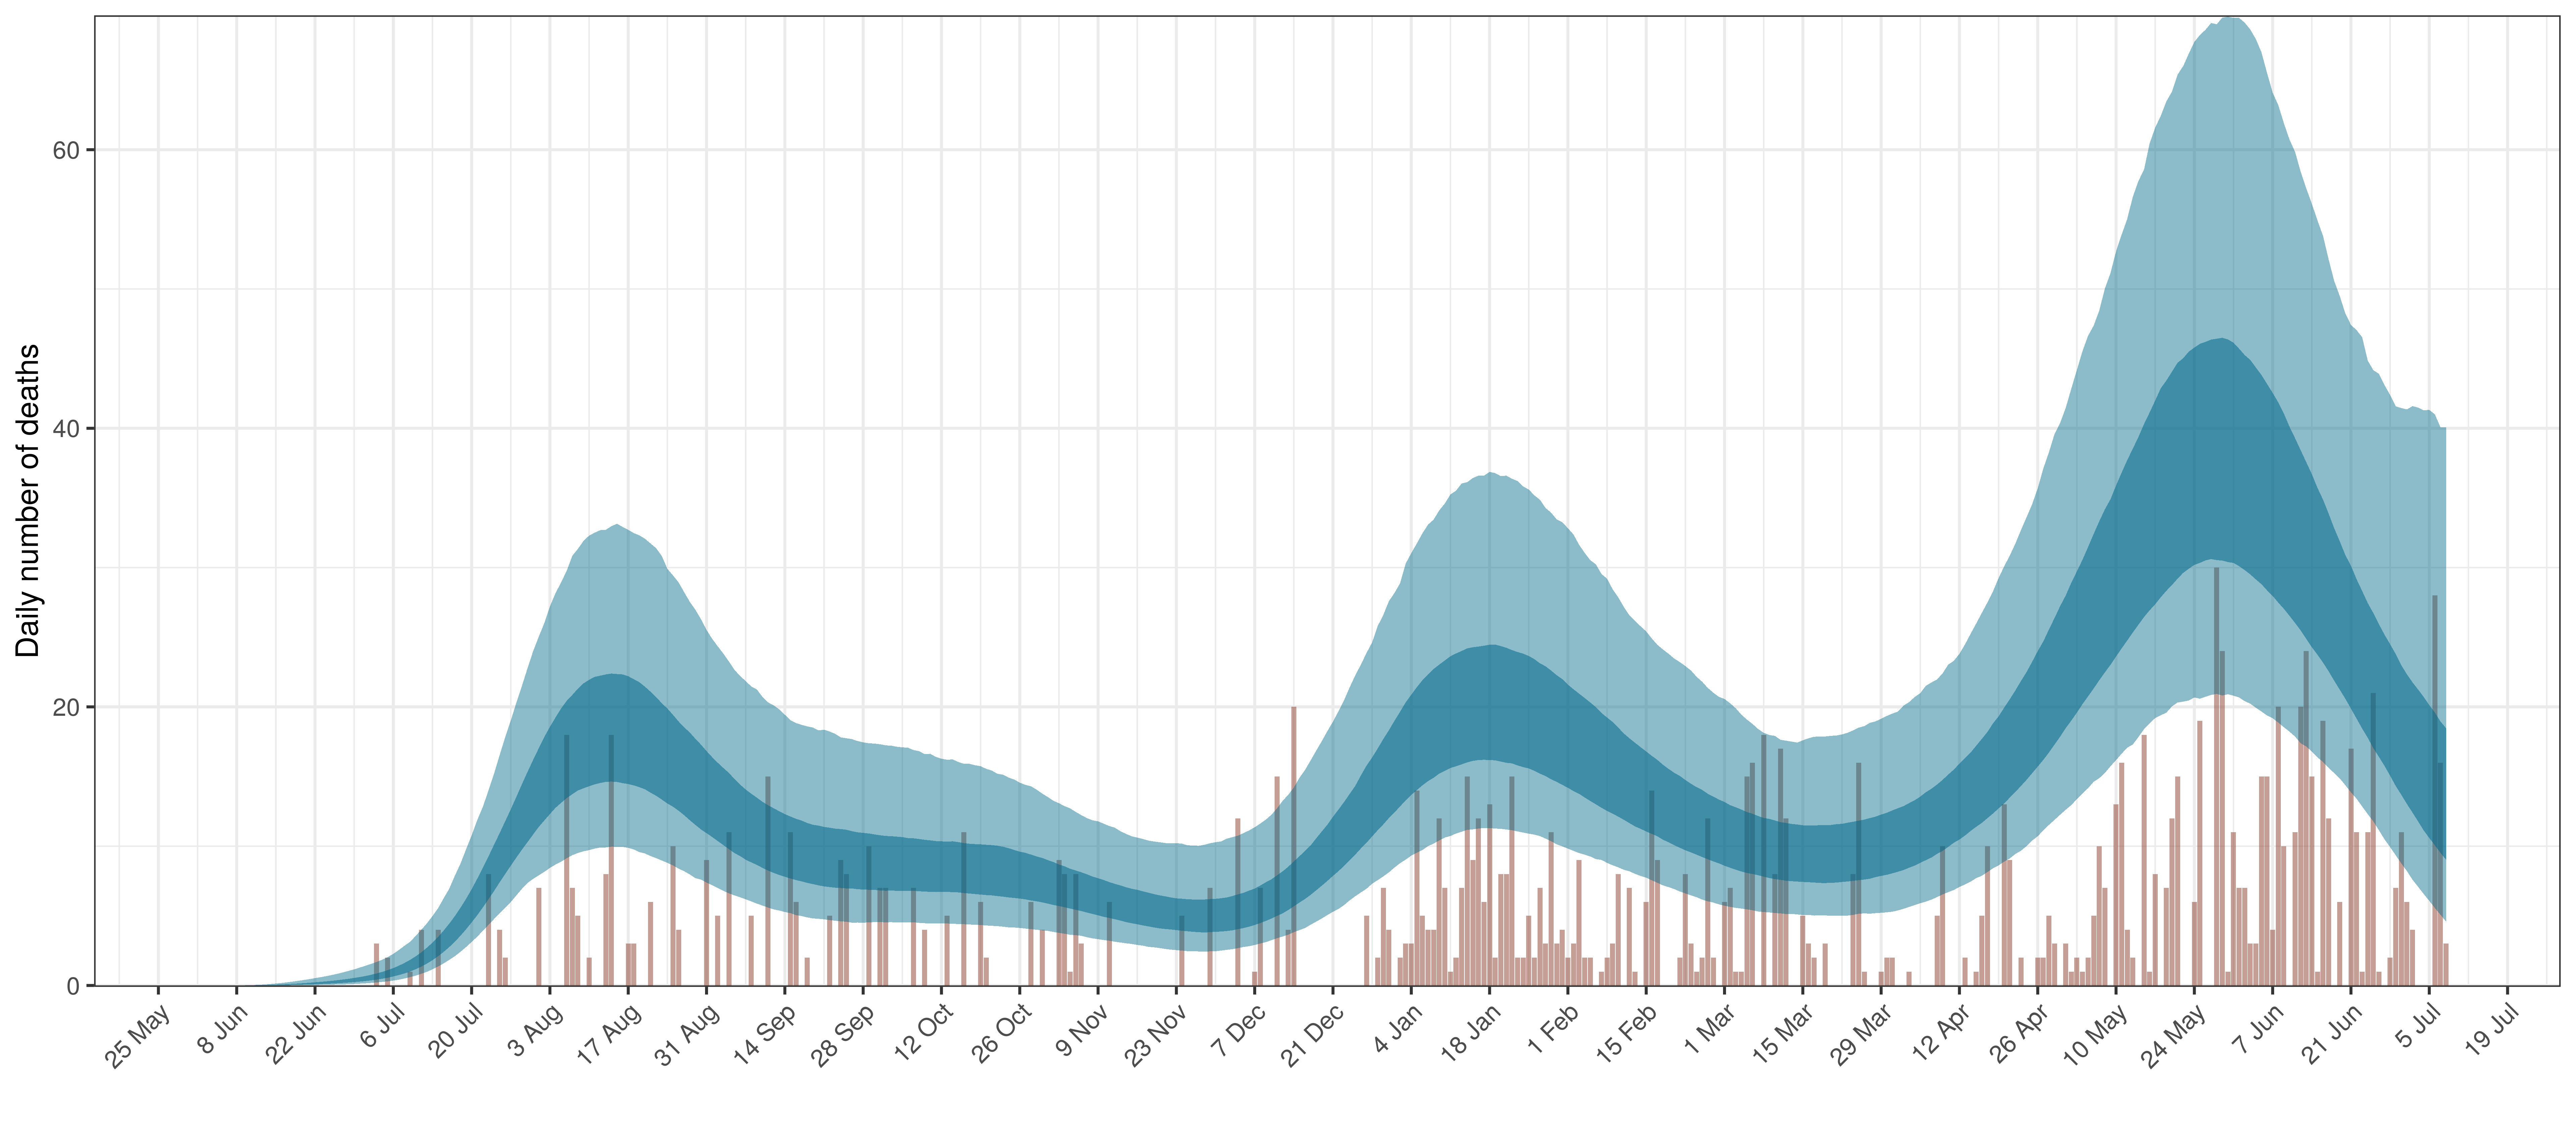 Daily number of deaths
60
40
20
0
25 May
8 Jun
22 Jun
6 Jul
20 Jul
3 Aug
17 Aug
31 Aug
14 Sep
28 Sep
12 Oct
26 Oct
9 Nov
23 Nov
7 Dec
21 Dec
4 Jan
18 Jan
1 Feb
15 Feb
1 Mar
15 Mar
29 Mar
12 Apr
26 Apr
10 May
24 May
7 Jun
21 Jun
5 Jul
19 Jul